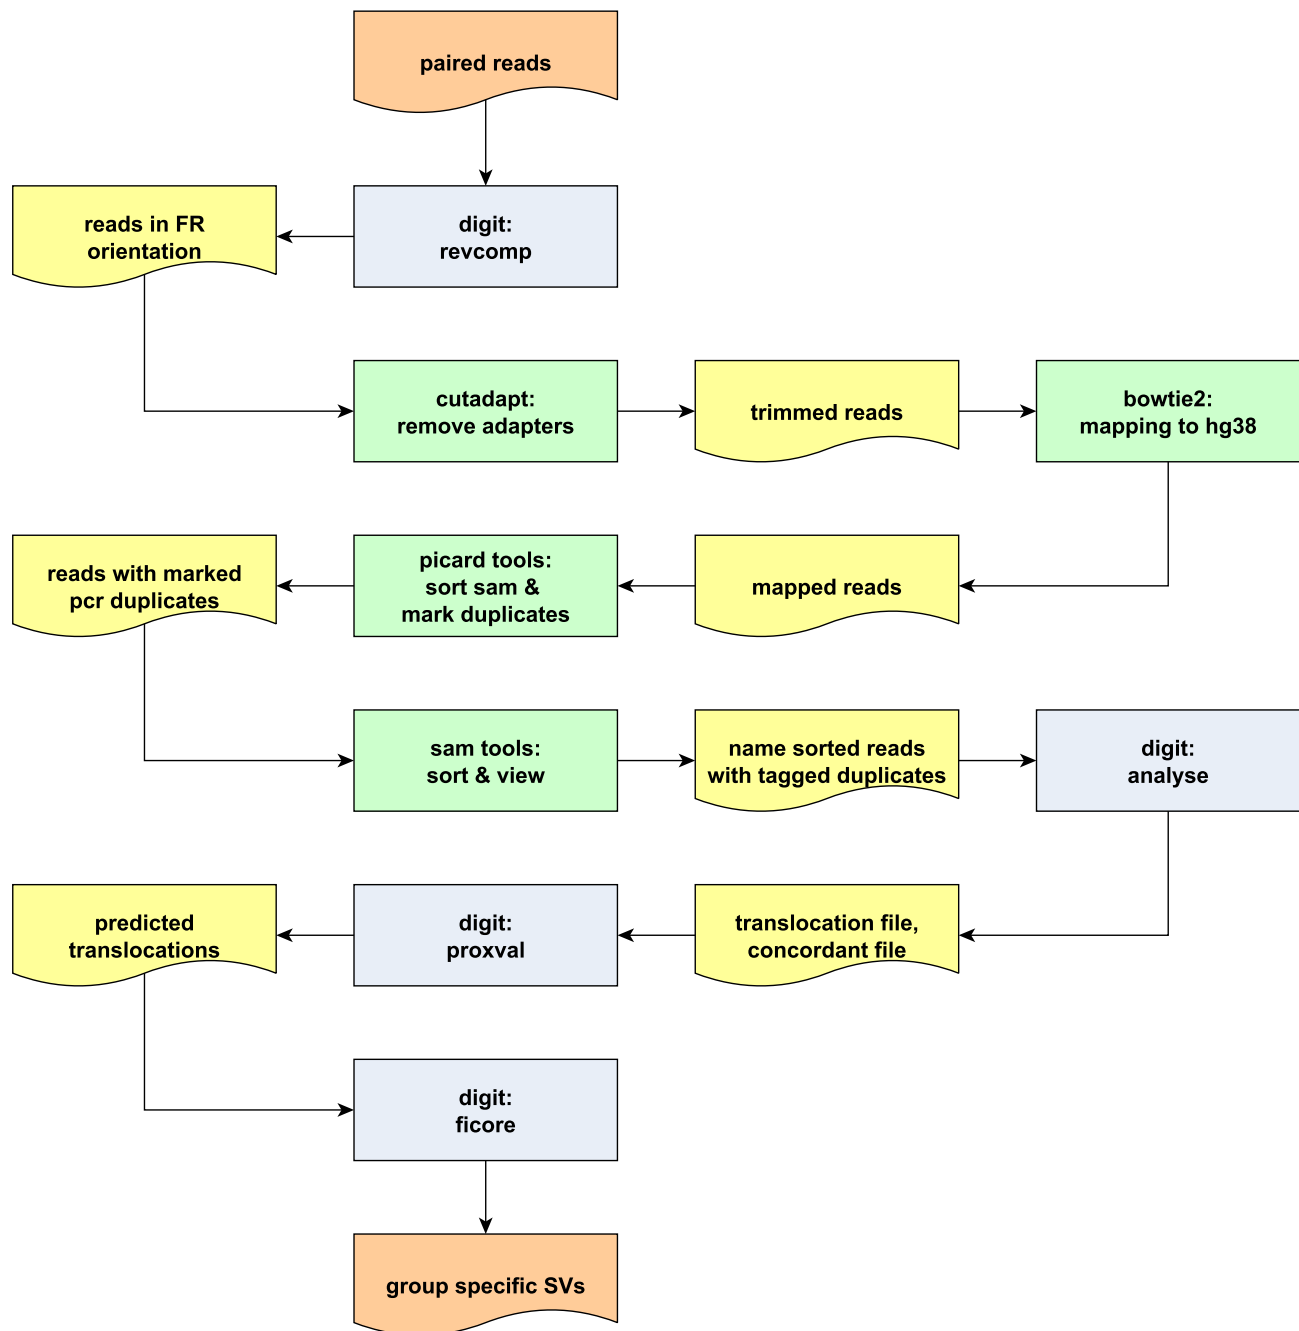 paired reads
reads in FR
orientation
digit:
revcomp
cutadapt:
remove adapters
trimmed reads
bowtie2:
mapping to hg38
reads with marked
pcr duplicates
picard tools:
sort sam &
mark duplicates
mapped reads
sam tools:
sort & view
name sorted reads
with tagged duplicates
digit:
analyse
predicted
translocations
digit:
proxval
translocation file,
concordant file
digit:
ficore
group specific SVs